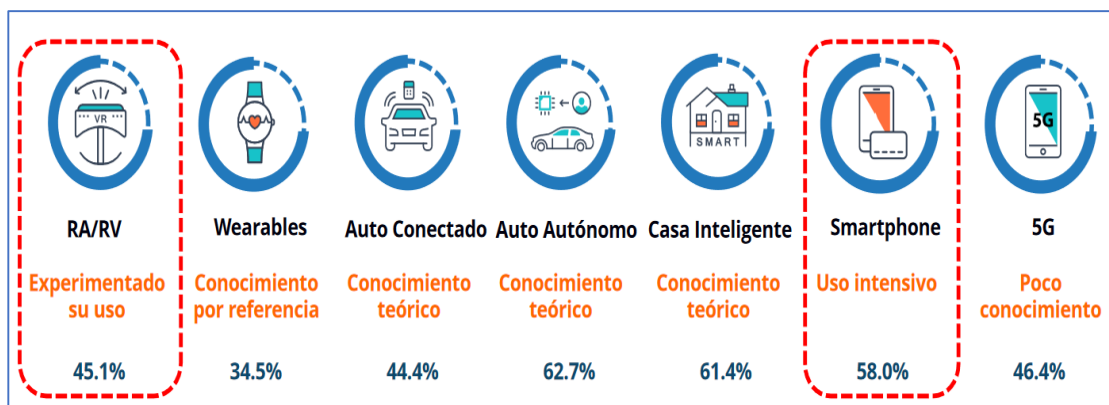 VR
SMART
5G
RA/RV
Wearables
Auto Conectado
Auto Autónomo
Casa Inteligente
Smartphone
5G
Experimentado
su uso
Conocimiento
por referencia
Conocimiento
teórico
Conocimiento
teórico
Conocimiento
teórico
Uso intensivo
Poco
conocimiento
45.1%
34.5%
44.4%
62.7%
61.4%
58.0%
46.4%